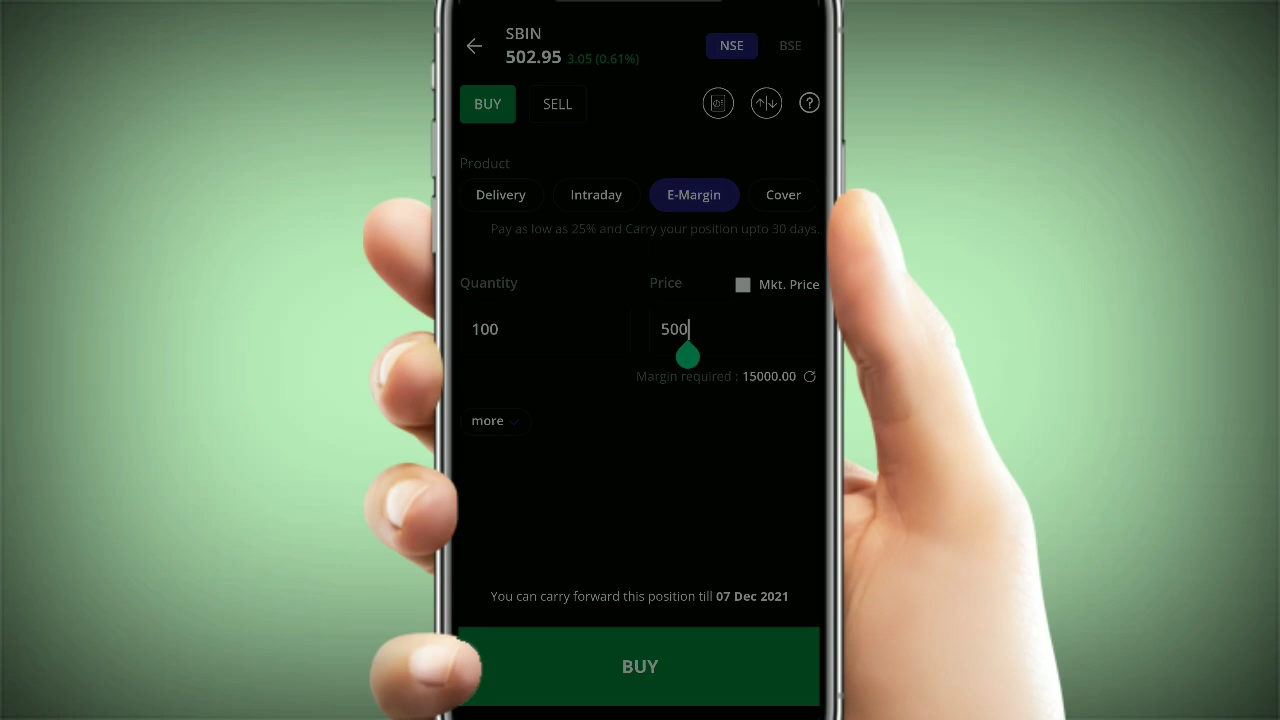 SBIN
502.95 3.05 (0.61%)
NSE BSE
BUY SELL
?
Product
Delivery Intraday E-Margin Cover
Pay as low as 25% and Carry your position upto 30 days.
Quantity Price Mkt. Price
100 500
Margin required : 15000.00
more
You can carry forward this position till 07 Dec 2021
BUY